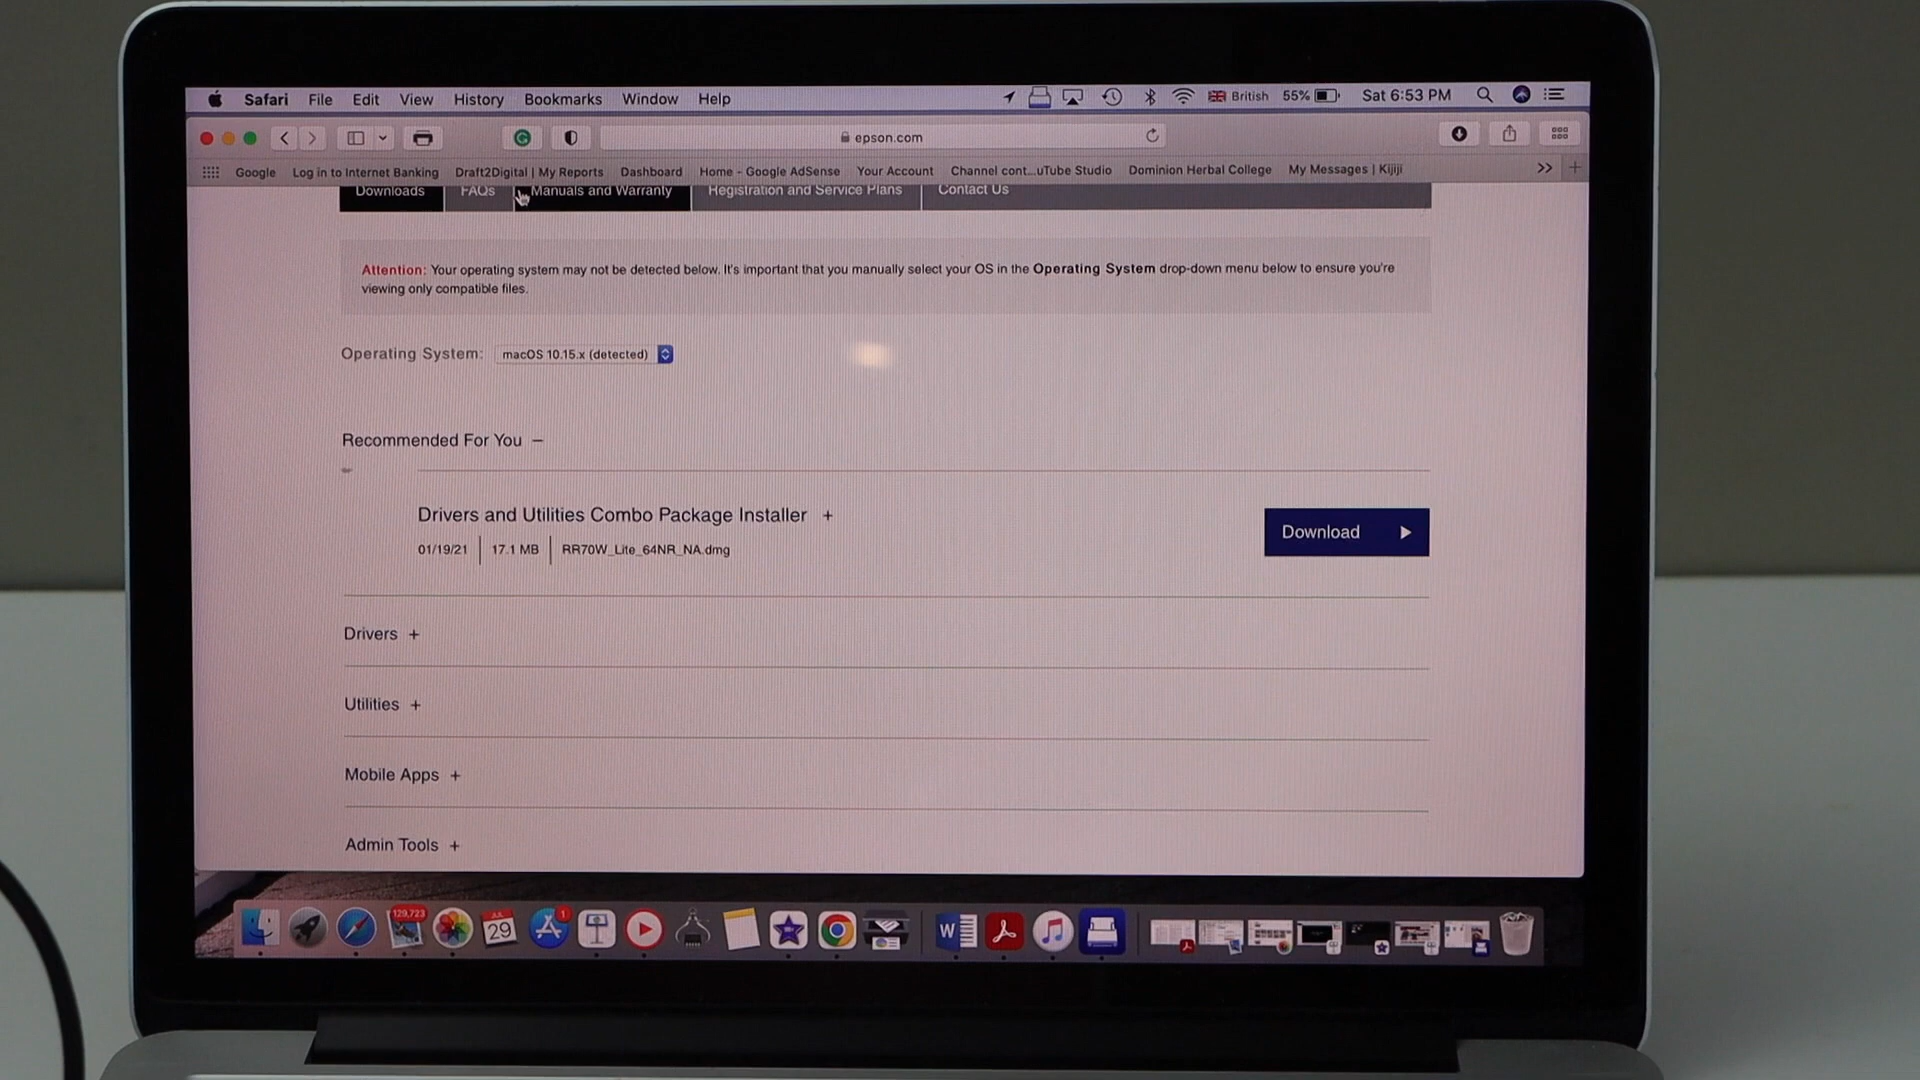 Safari File Edit View History Bookmarks Window Help British 55% Sat 6:53 PM
epson.com
Google Log in to Internet Banking Draft2Digital | My Reports Dashboard Home - Google AdSense Your Account Channel cont...uTube Studio Dominion Herbal College My Messages | Kijiji >>
Downloads FAQs Manuals and Warranty Registration and Service Plans Contact Us
Attention: Your operating system may not be detected below. It's important that you manually select your OS in the Operating System drop-down menu below to ensure you're
viewing only compatible files.
Operating System: macOS 10.15.x (detected)
Recommended For You −
Drivers and Utilities Combo Package Installer +
Download
01/19/21 | 17.1 MB | RR70W_Lite_64NR_NA.dmg
Drivers +
Utilities +
Mobile Apps +
Admin Tools +
129,723
JUL
29
1
W